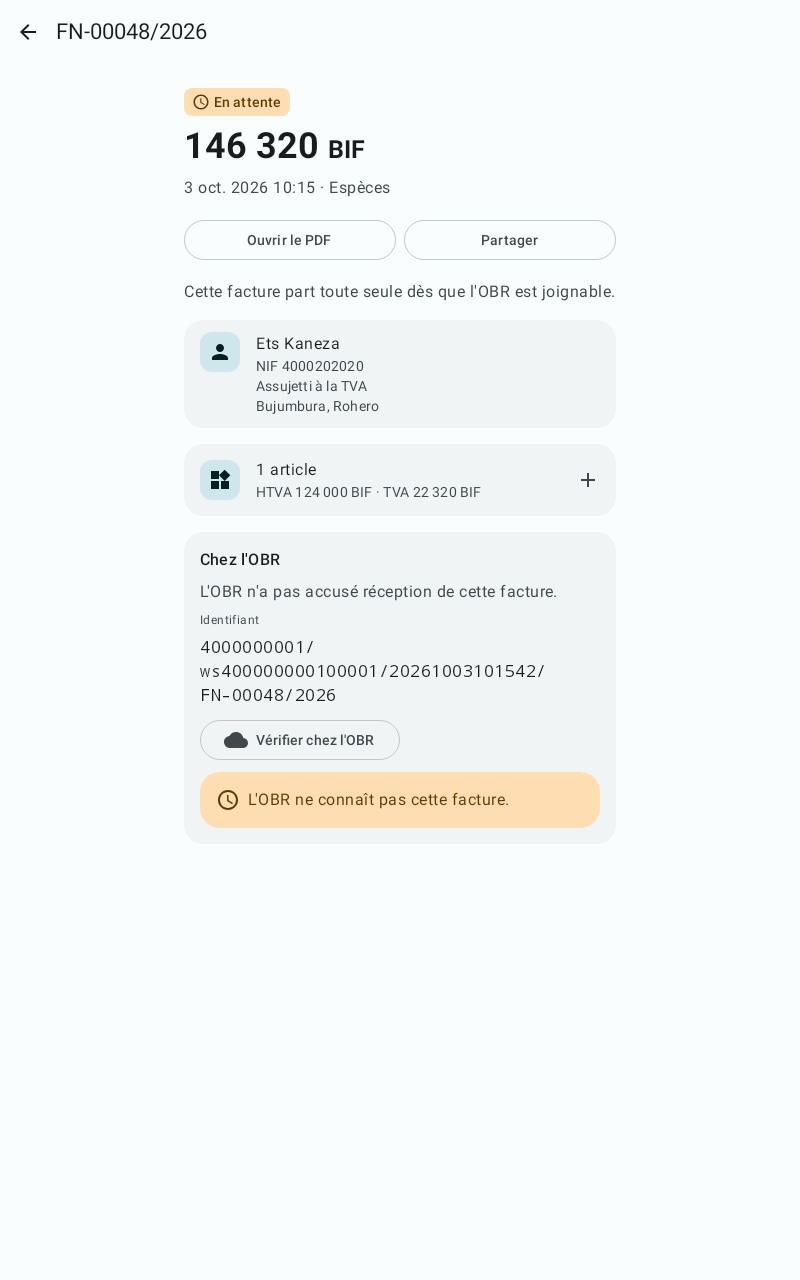 FN-00048/2026
En attente
146 320 BIF
3 oct. 2026 10:15 · Espèces
Ouvrir le PDF
Partager
Cette facture part toute seule dès que l'OBR est joignable.
Ets Kaneza
NIF 4000202020
Assujetti à la TVA
Bujumbura, Rohero
1 article
HTVA 124 000 BIF · TVA 22 320 BIF
Chez l'OBR
L'OBR n'a pas accusé réception de cette facture.
Identifiant
4000000001/
ws400000000100001/20261003101542/
FN-00048/2026
Vérifier chez l'OBR
L'OBR ne connaît pas cette facture.